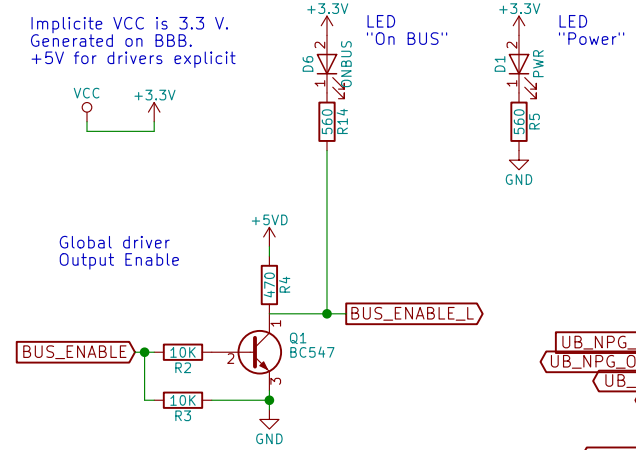 Implicite VCC is 3.3 V.
Generated on BBB.
+5V for drivers explicit
VCC
+3.3V
+3.3V
LED
"On BUS"
2
D6
ONBUS
1
560
R14
+3.3V
LED
"Power"
2
D1
PWR
1
560
R5
GND
Global driver
Output Enable
+5VD
470
R4
BUS_ENABLE_L
1
Q1
BC547
BUS_ENABLE
10K
R2
2
3
10K
R3
GND
UB_NPG_
UB_NPG_O
UB_